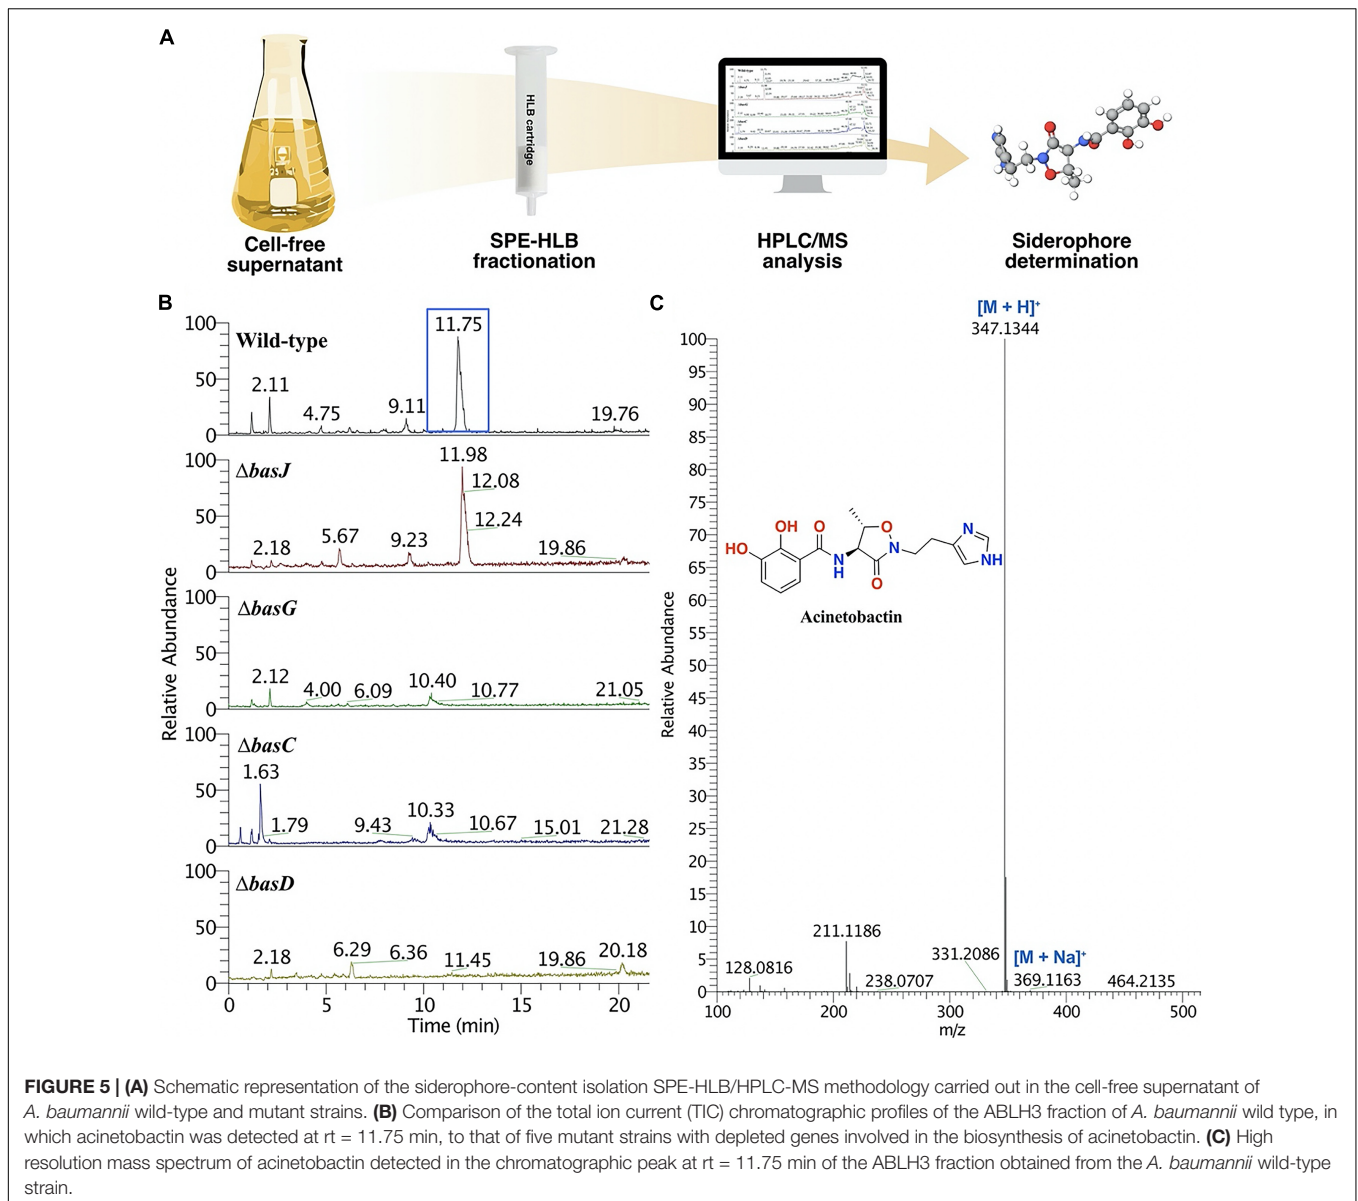 A
HLB cartridge
Cell-free
supernatant
SPE-HLB
fractionation
HPLC/MS
analysis
Siderophore
determination
B
Relative Abundance
100
50
0
Wild-type
2.11
4.75
9.11
11.75
19.76
100
50
0
ΔbasJ
2.18
5.67
9.23
11.98
12.08
12.24
19.86
100
50
0
ΔbasG
2.12
4.00
6.09
10.40
10.77
21.05
100
50
0
ΔbasC
1.63
1.79
9.43
10.33
10.67
15.01
21.28
100
50
0
ΔbasD
2.18
6.29
6.36
11.45
19.86
20.18
0 5 10 15 20
Time (min)
C
[M + H]⁺
347.1344
Relative Abundance
100
95
90
85
80
75
70
65
60
55
50
45
40
35
30
25
20
15
10
5
0
OH
HO
O
N
H
O
O
N
N
NH
Acinetobactin
128.0816
211.1186
238.0707
331.2086
[M + Na]⁺
369.1163
464.2135
100 200 300 400 500
m/z
FIGURE 5 | (A) Schematic representation of the siderophore-content isolation SPE-HLB/HPLC-MS methodology carried out in the cell-free supernatant of
A. baumannii wild-type and mutant strains. (B) Comparison of the total ion current (TIC) chromatographic profiles of the ABLH3 fraction of A. baumannii wild type, in
which acinetobactin was detected at rt = 11.75 min, to that of five mutant strains with depleted genes involved in the biosynthesis of acinetobactin. (C) High
resolution mass spectrum of acinetobactin detected in the chromatographic peak at rt = 11.75 min of the ABLH3 fraction obtained from the A. baumannii wild-type
strain.